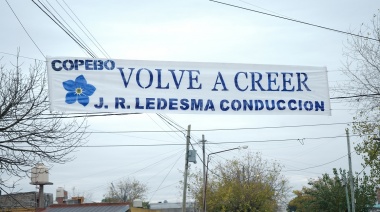 COPEBO
VOLVE A CREER
J. R. LEDESMA CONDUCCION